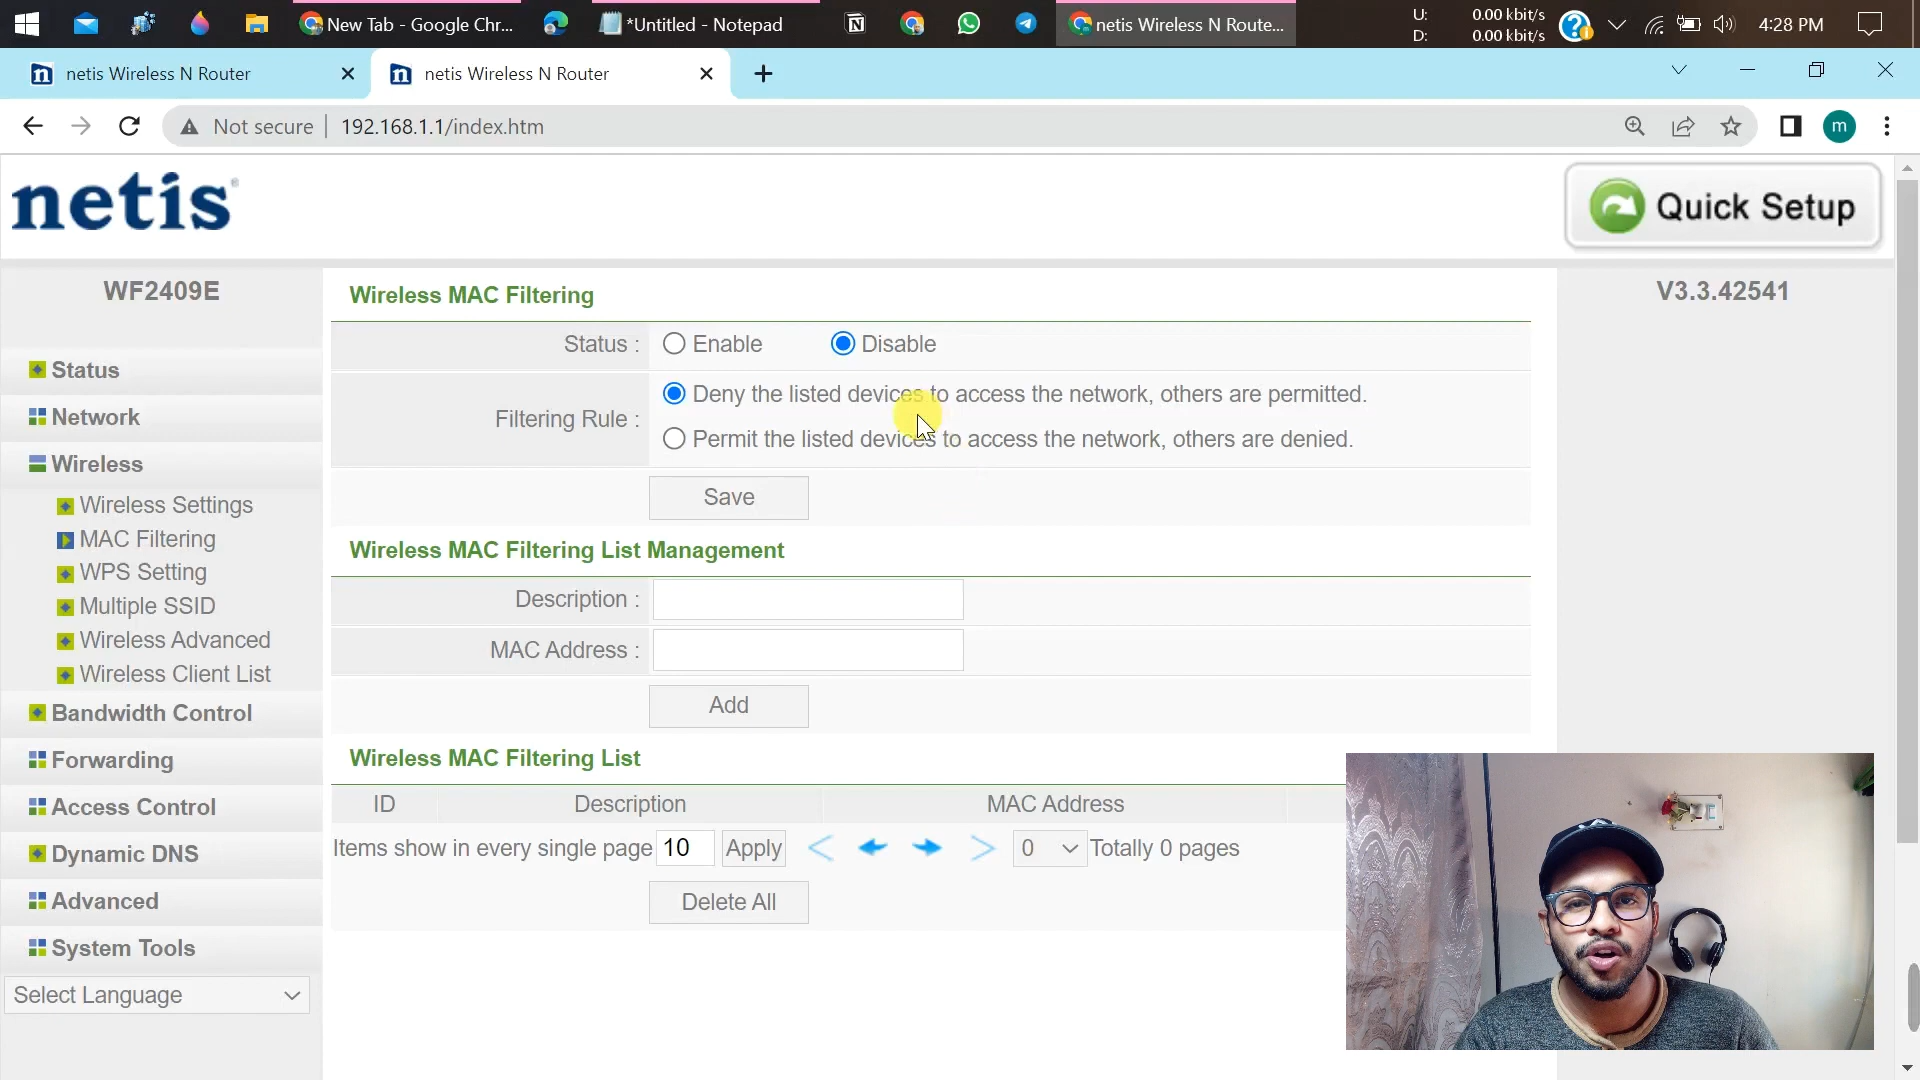 New Tab - Google Chr...
*Untitled - Notepad
netis Wireless N Route...
U: 0.00 kbit/s
D: 0.00 kbit/s
4:28 PM
netis Wireless N Router
netis Wireless N Router
Not secure
192.168.1.1/index.htm
m
netis
Quick Setup
WF2409E
V3.3.42541
Status
Network
Wireless
Wireless Settings
MAC Filtering
WPS Setting
Multiple SSID
Wireless Advanced
Wireless Client List
Bandwidth Control
Forwarding
Access Control
Dynamic DNS
Advanced
System Tools
Select Language
Wireless MAC Filtering
Status : Enable Disable
Filtering Rule :
Deny the listed devices to access the network, others are permitted.
Permit the listed devices to access the network, others are denied.
Save
Wireless MAC Filtering List Management
Description :
MAC Address :
Add
Wireless MAC Filtering List
ID Description MAC Address
Items show in every single page 10 Apply 0 Totally 0 pages
Delete All